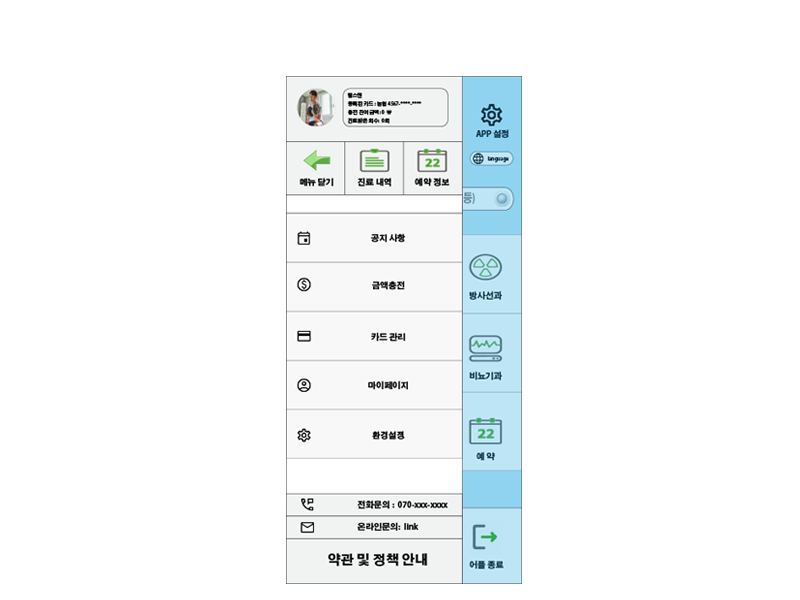 헬스맨
등록된 카드 : 농협 4962-****-****
충전 잔여 금액 : 0 ₩
진료받은 회수: 0회
APP 설정
language
메뉴 닫기
진료 내역
22
예약 정보
등)
공지 사항
금액충전
카드 관리
마이페이지
환경설정
방사선과
비뇨기과
22
예 약
전화문의 : 070-xxx-xxxx
온라인문의: link
약관 및 정책 안내
어플 종료